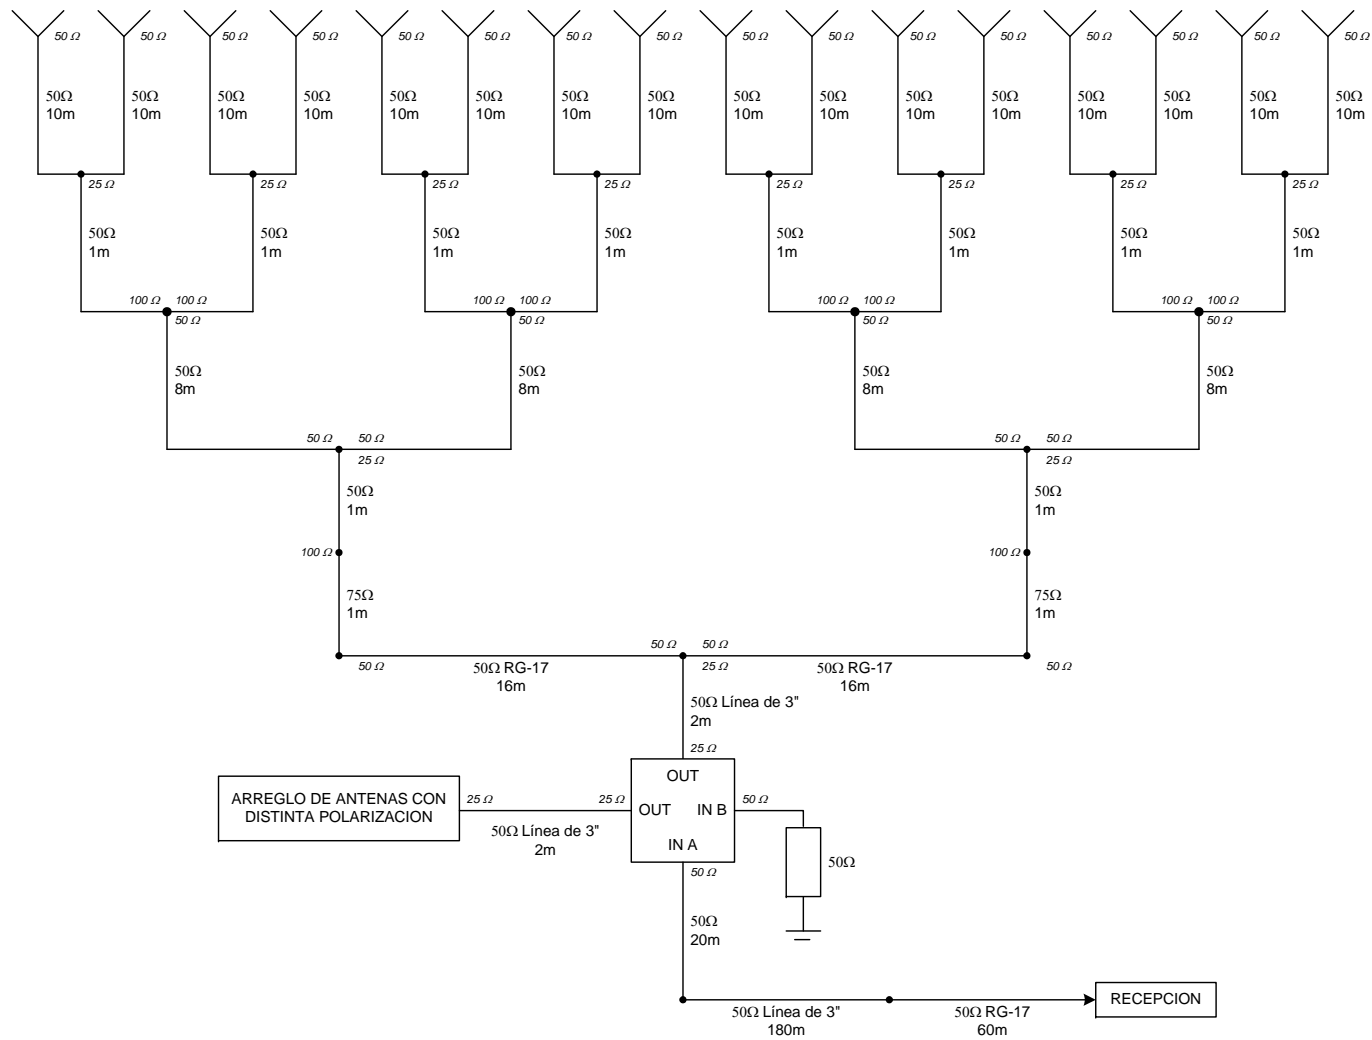 50 Ω 50 Ω 50 Ω 50 Ω 50 Ω 50 Ω 50 Ω 50 Ω 50 Ω 50 Ω 50 Ω 50 Ω 50 Ω 50 Ω 50 Ω 50 Ω
50Ω 50Ω 50Ω 50Ω 50Ω 50Ω 50Ω 50Ω 50Ω 50Ω 50Ω 50Ω 50Ω 50Ω 50Ω 50Ω
10m 10m 10m 10m 10m 10m 10m 10m 10m 10m 10m 10m 10m 10m 10m 10m
25 Ω 25 Ω 25 Ω 25 Ω 25 Ω 25 Ω 25 Ω 25 Ω
50Ω 50Ω 50Ω 50Ω 50Ω 50Ω 50Ω 50Ω
1m 1m 1m 1m 1m 1m 1m 1m
100 Ω 100 Ω 100 Ω 100 Ω 100 Ω 100 Ω 100 Ω 100 Ω
50 Ω 50 Ω 50 Ω 50 Ω
50Ω 50Ω 50Ω 50Ω
8m 8m 8m 8m
50 Ω 50 Ω 50 Ω 50 Ω
25 Ω 25 Ω
50Ω 50Ω
1m 1m
100 Ω 100 Ω
75Ω 75Ω
1m 1m
50 Ω 50 Ω
50 Ω 50Ω RG-17 25 Ω 50Ω RG-17 50 Ω
16m 16m
50Ω Línea de 3"
2m
25 Ω
OUT
ARREGLO DE ANTENAS CON
DISTINTA POLARIZACION
25 Ω 25 Ω OUT IN B 50 Ω
50Ω Línea de 3"
2m
IN A
50Ω
50 Ω
50Ω
20m
50Ω Línea de 3"
180m
50Ω RG-17
60m
RECEPCION